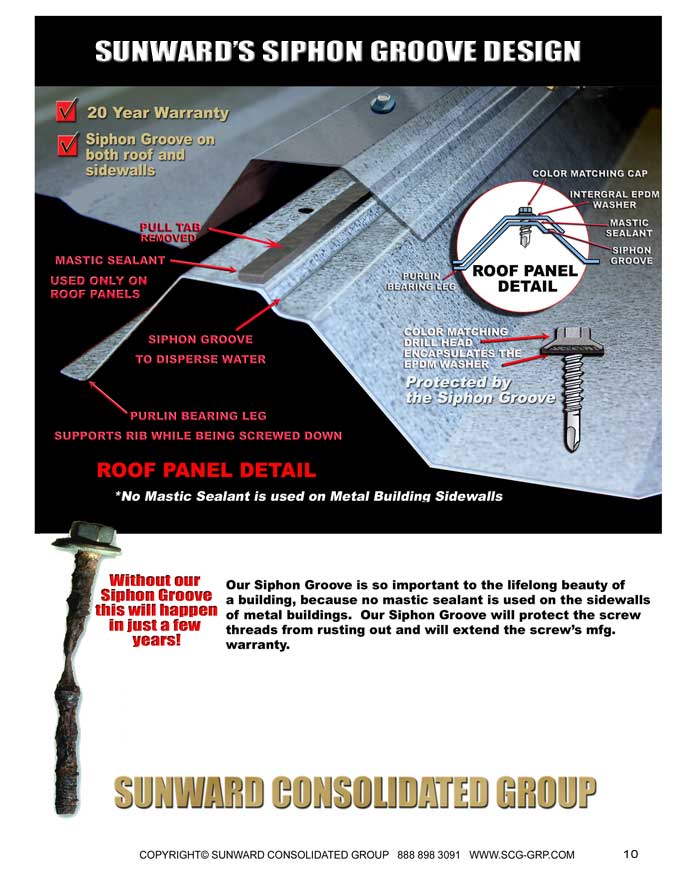 SUNWARD'S SIPHON GROOVE DESIGN
20 Year Warranty
Siphon Groove on
both roof and
sidewalls
COLOR MATCHING CAP
INTERGRAL EPDM
WASHER
MASTIC
SEALANT
SIPHON
GROOVE
PURLIN
BEARING LEG
ROOF PANEL
DETAIL
PULL TAB
REMOVED
MASTIC SEALANT
USED ONLY ON
ROOF PANELS
SIPHON GROOVE
TO DISPERSE WATER
COLOR MATCHING
DRILL HEAD
ENCAPSULATES THE
EPDM WASHER
Protected by
the Siphon Groove
PURLIN BEARING LEG
SUPPORTS RIB WHILE BEING SCREWED DOWN
ROOF PANEL DETAIL
*No Mastic Sealant is used on Metal Building Sidewalls
Without our
Siphon Groove
this will happen
in just a few
years!
Our Siphon Groove is so important to the lifelong beauty of
a building, because no mastic sealant is used on the sidewalls
of metal buildings. Our Siphon Groove will protect the screw
threads from rusting out and will extend the screw's mfg.
warranty.
SUNWARD CONSOLIDATED GROUP
COPYRIGHT© SUNWARD CONSOLIDATED GROUP 888 898 3091 WWW.SCG-GRP.COM 10